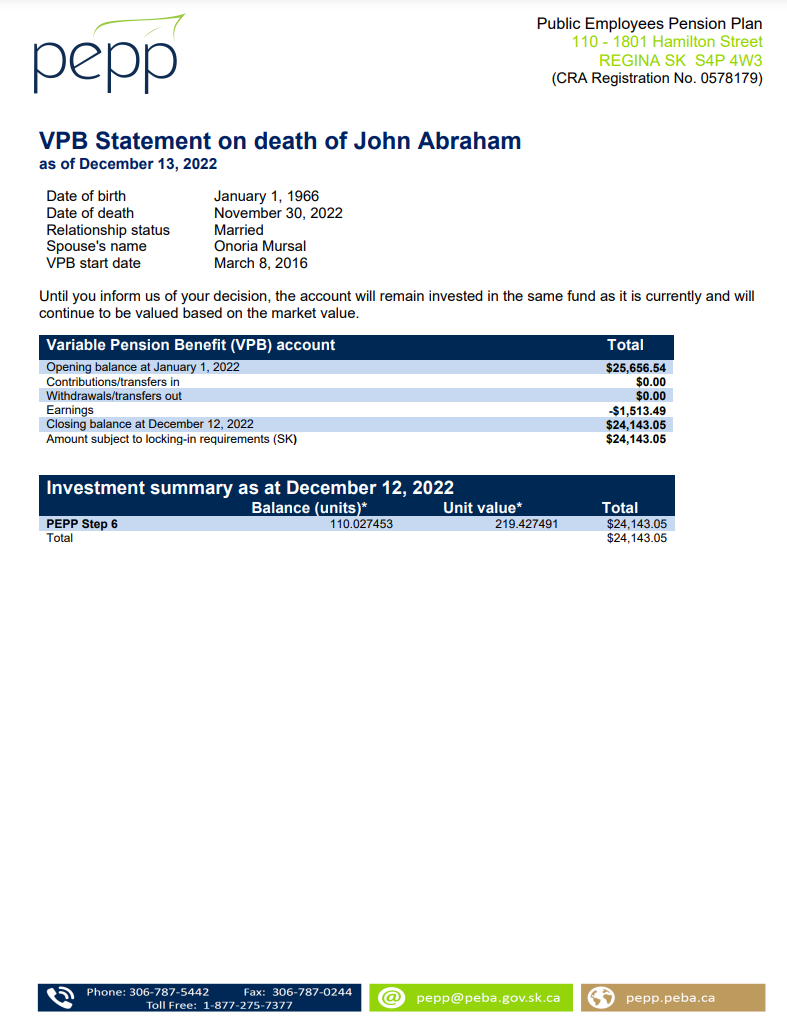 pepp
Public Employees Pension Plan
110 - 1801 Hamilton Street
REGINA SK S4P 4W3
(CRA Registration No. 0578179)
VPB Statement on death of John Abraham
as of December 13, 2022
Date of birth January 1, 1966
Date of death November 30, 2022
Relationship status Married
Spouse's name Onoria Mursal
VPB start date March 8, 2016
Until you inform us of your decision, the account will remain invested in the same fund as it is currently and will
continue to be valued based on the market value.
Variable Pension Benefit (VPB) account Total
Opening balance at January 1, 2022 $25,656.54
Contributions/transfers in $0.00
Withdrawals/transfers out $0.00
Earnings -$1,513.49
Closing balance at December 12, 2022 $24,143.05
Amount subject to locking-in requirements (SK) $24,143.05
Investment summary as at December 12, 2022
Balance (units)* Unit value* Total
PEPP Step 6 110.027453 219.427491 $24,143.05
Total $24,143.05
Phone: 306-787-5442 Fax: 306-787-0244
Toll Free: 1-877-275-7377
@ pepp@peba.gov.sk.ca
pepp.peba.ca